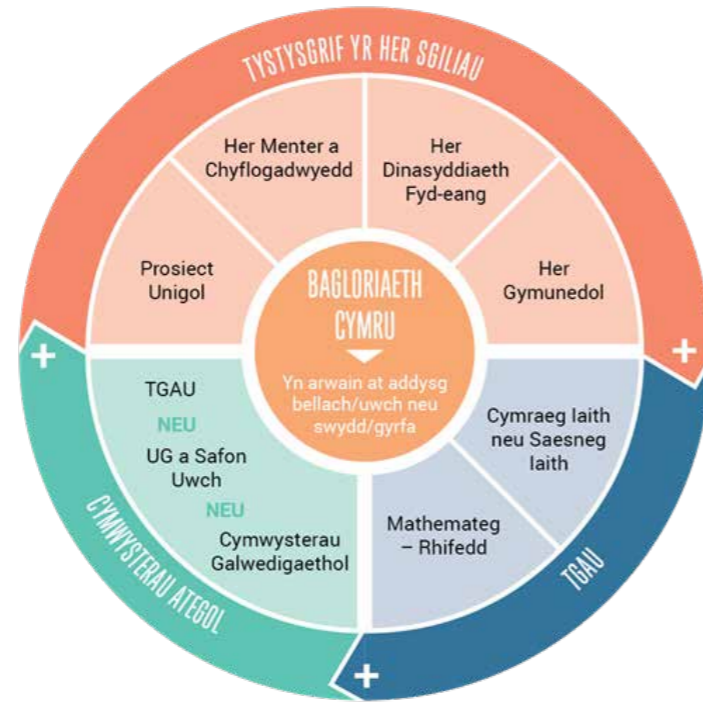 TYSTYSGRIF YR HER SGILIAU
Her Menter a
Chyflogadwyedd
Her
Dinasyddiaeth
Fyd-eang
Prosiect
Unigol
Her
Gymunedol
BAGLORIAETH
CYMRU
Yn arwain at addysg
bellach/uwch neu
swydd/gyrfa
+
+
TGAU
NEU
UG a Safon
Uwch
NEU
Cymwysterau
Galwedigaethol
Cymraeg Iaith
neu Saesneg
Iaith
Mathemateg
– Rhifedd
CYMWYSTERAU ATEGOL
TGAU
+